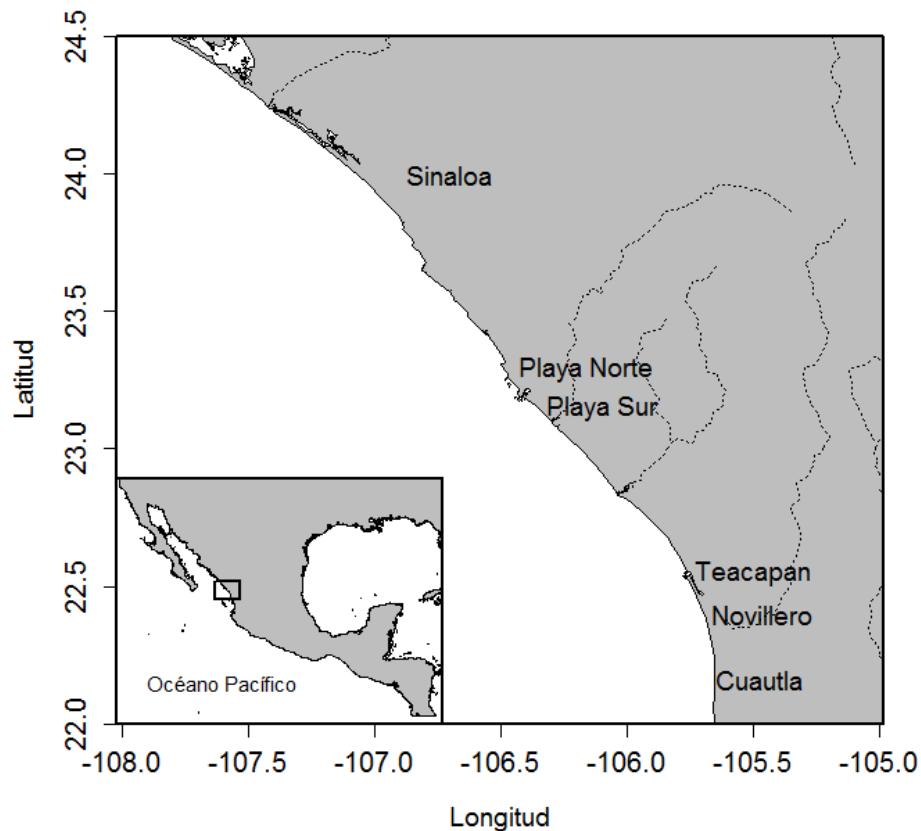 24.5
24.0
23.5
23.0
22.5
22.0
Latitud
Sinaloa
Playa Norte
Playa Sur
Teacapan
Novillero
Cuautla
Océano Pacífico
-108.0 -107.5 -107.0 -106.5 -106.0 -105.5 -105.0
Longitud